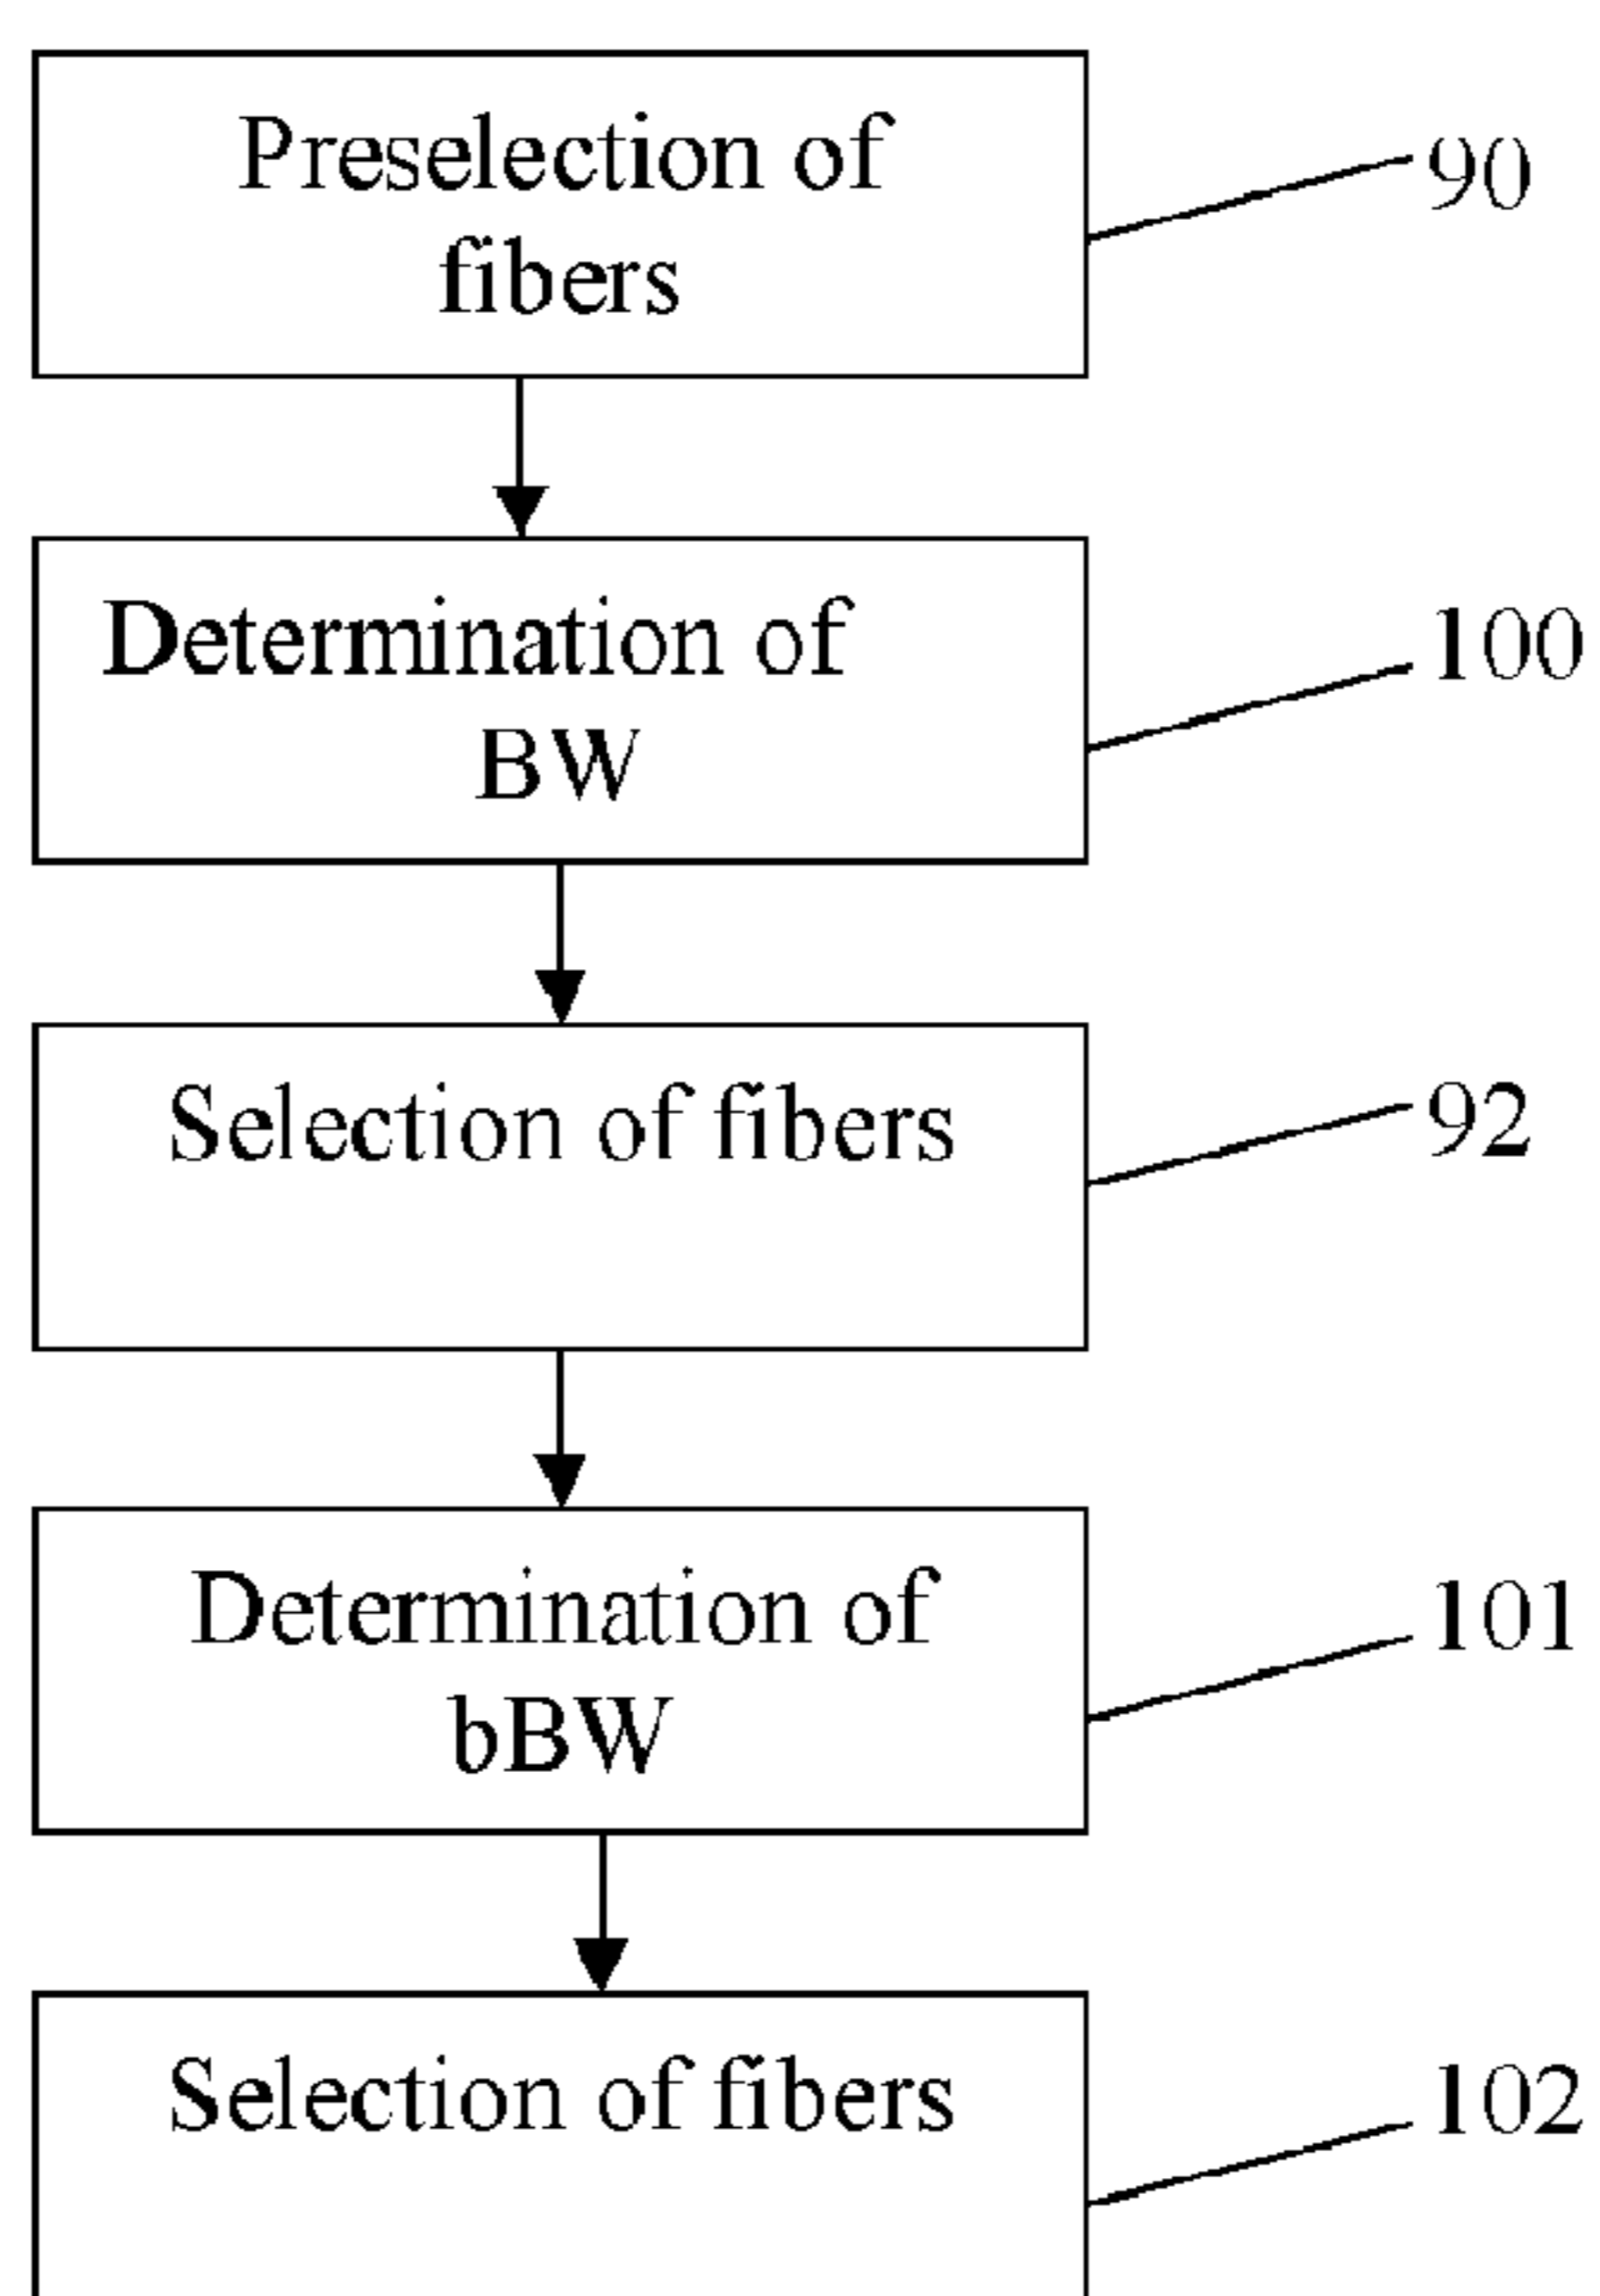 Preselection of
fibers
90
Determination of
BW
100
Selection of fibers
92
Determination of
bBW
101
Selection of fibers
102